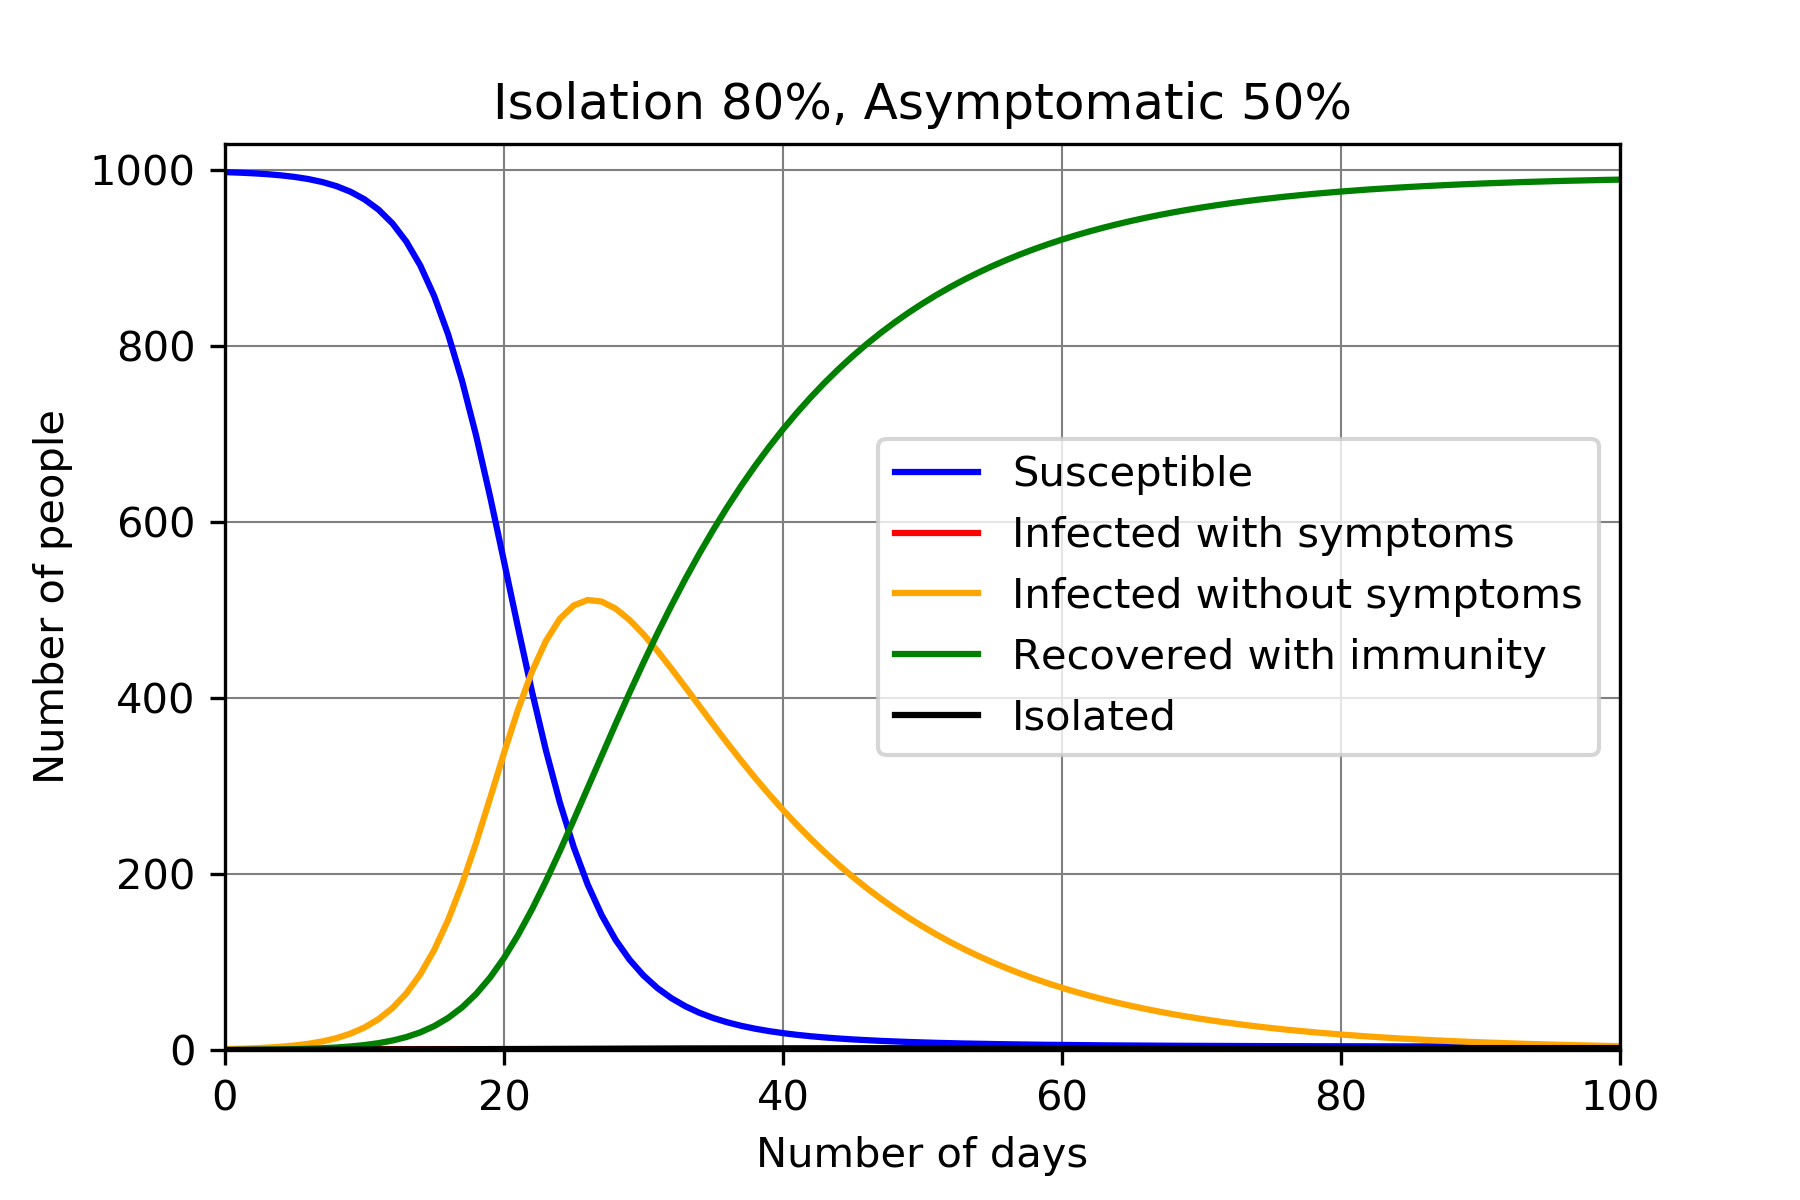 Isolation 80%, Asymptomatic 50%
Number of people
1000
800
600
400
200
0
Susceptible
Infected with symptoms
Infected without symptoms
Recovered with immunity
Isolated
0 20 40 60 80 100
Number of days